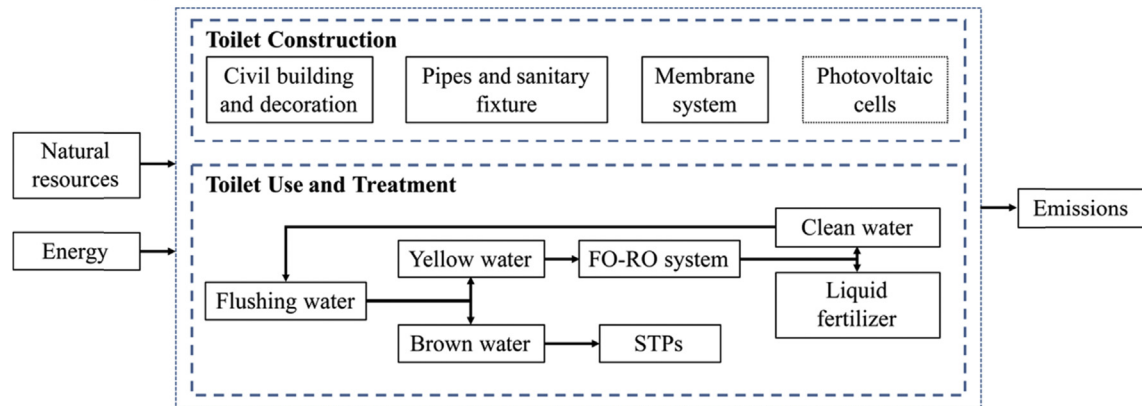 Toilet Construction
Civil building
and decoration
Pipes and sanitary
fixture
Membrane
system
Photovoltaic
cells
Natural
resources
Energy
Toilet Use and Treatment
Clean water
Yellow water
FO-RO system
Flushing water
Liquid
fertilizer
Brown water
STPs
Emissions